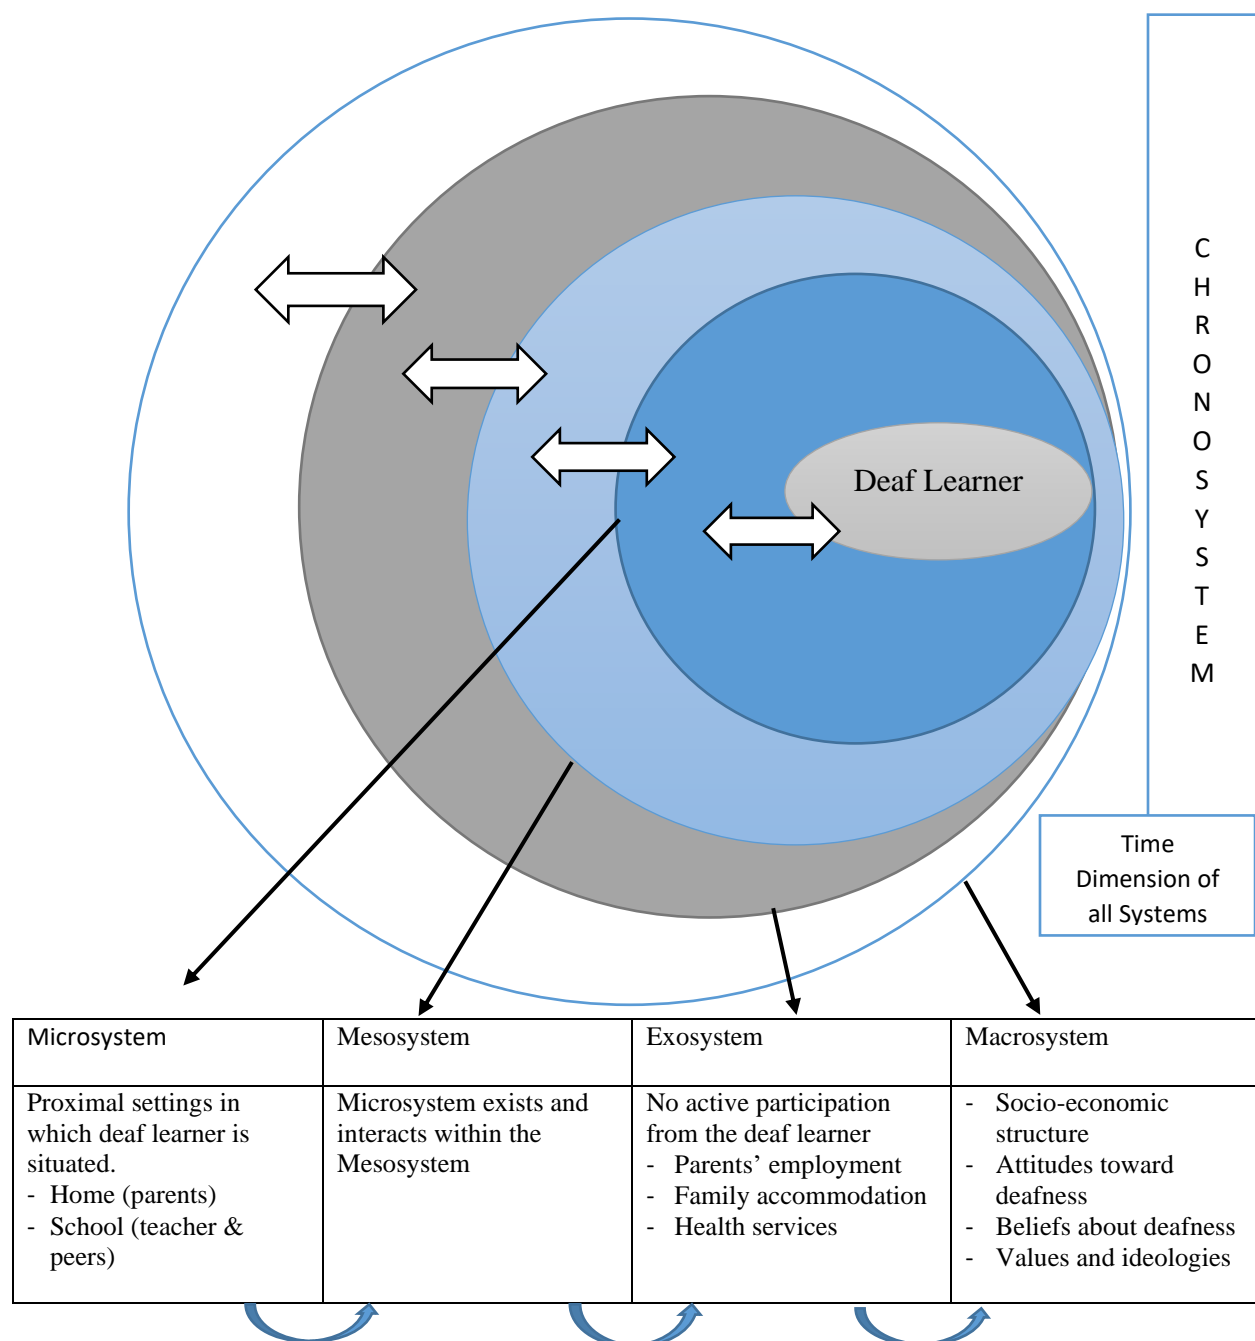 Deaf Learner
C
H
R
O
N
O
S
Y
S
T
E
M
Time
Dimension of
all Systems
Microsystem
Mesosystem
Exosystem
Macrosystem
Proximal settings in
which deaf learner is
situated.
- Home (parents)
- School (teacher &
peers)
Microsystem exists and
interacts within the
Mesosystem
No active participation
from the deaf learner
- Parents’ employment
- Family accommodation
- Health services
- Socio-economic
structure
- Attitudes toward
deafness
- Beliefs about deafness
- Values and ideologies